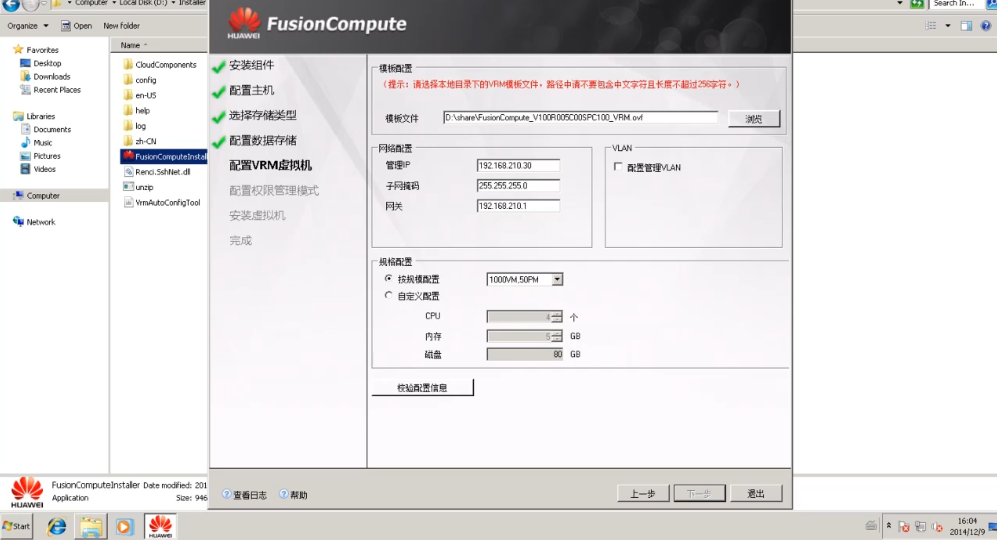 Computer ▸ Local Disk (D:) ▸ Installer
Search In...
Organize
Open
New folder
Favorites
Desktop
Downloads
Recent Places
Libraries
Documents
Music
Pictures
Videos
Computer
Network
Name
CloudComponents
config
en-US
help
log
zh-CN
FusionComputeInstal
Renci.SshNet.dll
unzip
VrmAutoConfigTool
HUAWEI
FusionCompute
安装组件
配置主机
选择存储类型
配置数据存储
配置VRM虚拟机
配置权限管理模式
安装虚拟机
完成
模板配置
(提示：请选择本地目录下的VRM模板文件，路径中请不要包含中文字符且长度不超过256字符。)
模板文件 D:\share\FusionCompute_V100R005C00SPC100_VRM.ovf 浏览
网络配置
管理IP 192.168.210.30
子网掩码 255.255.255.0
网关 192.168.210.1
VLAN
配置管理VLAN
规格配置
按规模配置 1000VM,50PM
自定义配置
CPU 4 个
内存 5 GB
磁盘 80 GB
校验配置信息
查看日志 帮助
上一步 下一步 退出
HUAWEI
FusionComputeInstaller Date modified: 201
Application Size: 946
Start
HUAWEI
16:04
2014/12/9